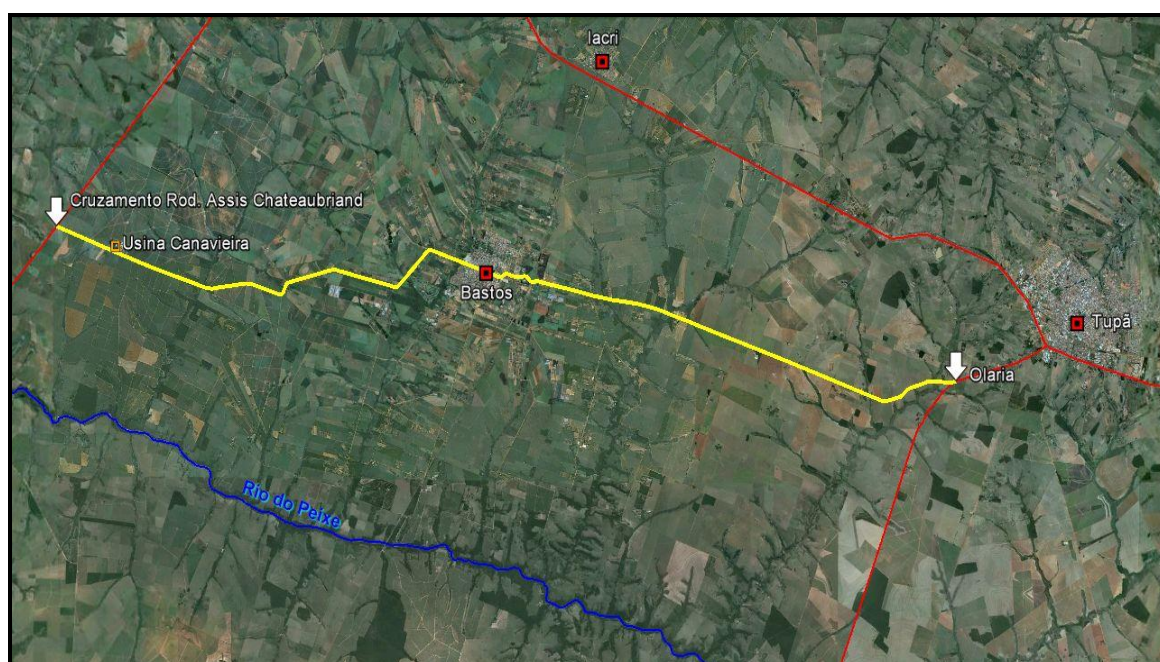 Iacri
Cruzamento Rod. Assis Chateaubriand
Usina Canavieira
Bastos
Tupã
Olaria
Rio do Peixe